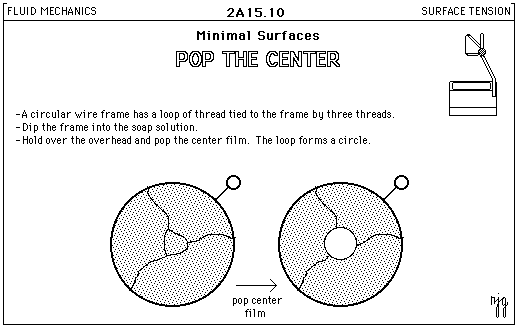 FLUID MECHANICS
2A15.10
SURFACE TENSION
Minimal Surfaces
POP THE CENTER
-A circular wire frame has a loop of thread tied to the frame by three threads.
-Dip the frame into the soap solution.
-Hold over the overhead and pop the center film.  The loop forms a circle.
pop center
film